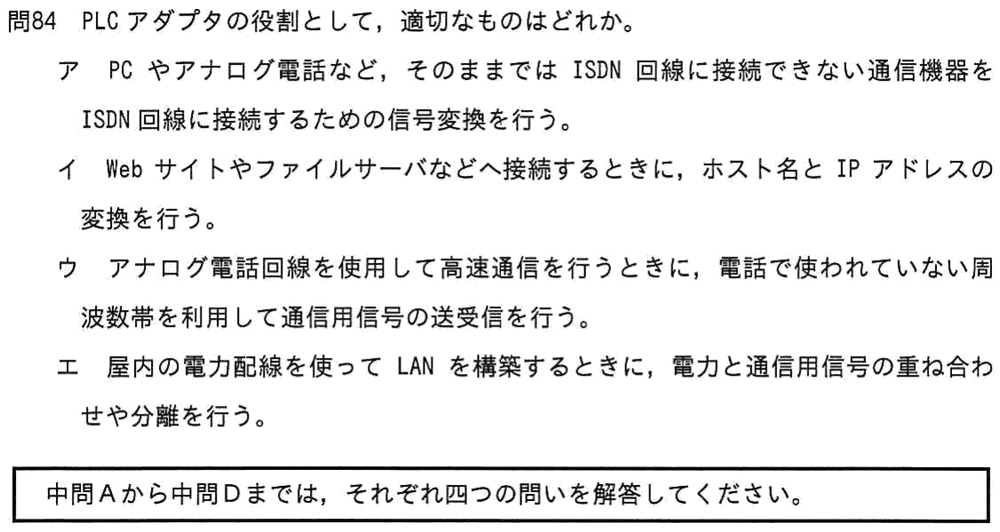 問84 PLCアダプタの役割として，適切なものはどれか。
ア PC やアナログ電話など，そのままでは ISDN 回線に接続できない通信機器を
ISDN回線に接続するための信号変換を行う。
イ Web サイトやファイルサーバなどへ接続するときに，ホスト名と IP アドレスの
変換を行う。
ウ アナログ電話回線を使用して高速通信を行うときに，電話で使われていない周
波数帯を利用して通信用信号の送受信を行う。
エ 屋内の電力配線を使って LAN を構築するときに，電力と通信用信号の重ね合わ
せや分離を行う。
中問Aから中問Dまでは，それぞれ四つの問いを解答してください。